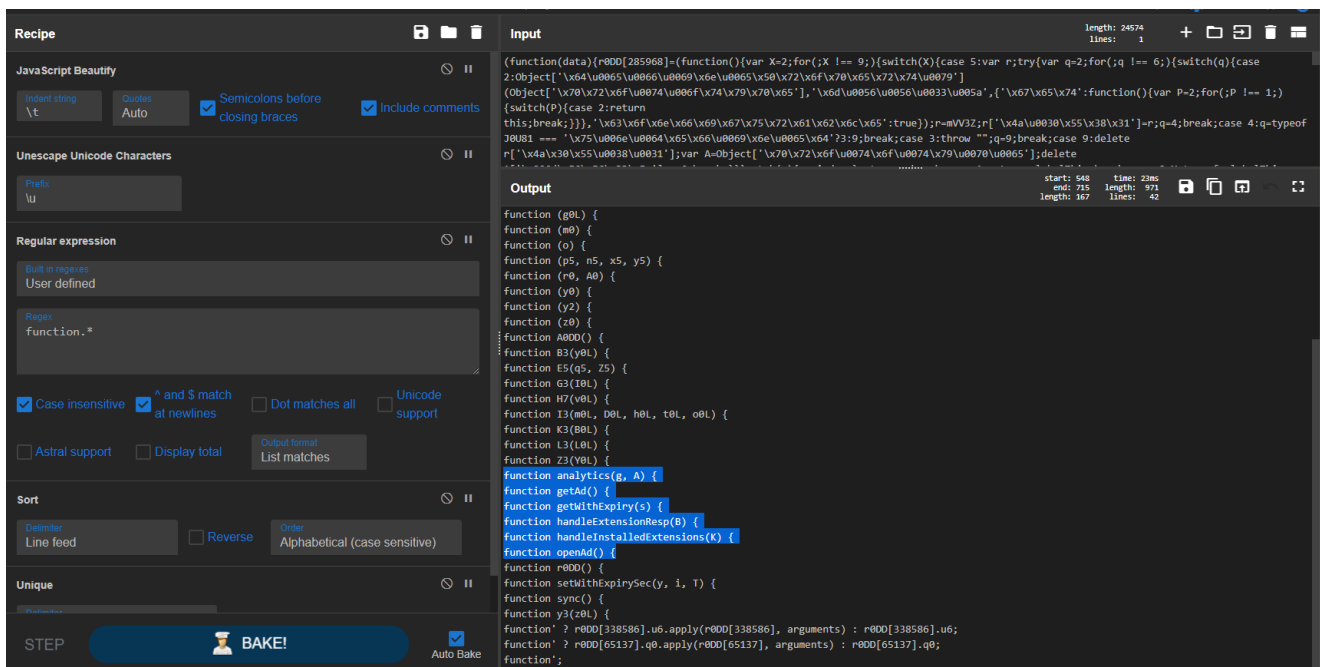 Recipe
JavaScript Beautify
Indent string
\t
Quotes
Auto
Semicolons before closing braces
Include comments
Unescape Unicode Characters
Prefix
\u
Regular expression
Built in regexes
User defined
Regex
function.*
Case insensitive
^ and $ match at newlines
Dot matches all
Unicode support
Astral support
Display total
Output format
List matches
Sort
Delimiter
Line feed
Reverse
Order
Alphabetical (case sensitive)
Unique
STEP
BAKE!
Auto Bake
Input
length: 24574
lines: 1
(function(data){r0DD[285968]=(function(){var X=2;for(;X !== 9;){switch(X){case 5:var r;try{var q=2;for(;q !== 6;){switch(q){case
2:Object['\x64\u0065\u0066\u0069\x6e\u0065\x50\x72\x6f\x70\x65\x72\x74\u0079']
(Object['\x70\x72\x6f\u0074\u006f\x74\x79\x70\x65'],'\x6d\u0056\u0056\u0033\u005a',{'\x67\x65\x74':function(){var P=2;for(;P !== 1;)
{switch(P){case 2:return
this;break;}}},'\x63\x6f\x6e\x66\x69\x67\x75\x72\x61\x62\x6c\x65':true});r=mVV3Z;r['\x4a\u0030\x55\x38\x31']=r;q=4;break;case 4:q=typeof
J0U81 === '\x75\u006e\u0064\x65\x66\u0069\x6e\u0065\x64'?3:9;break;case 3:throw "";q=9;break;case 9:delete
r['\x4a\x30\x55\u0038\u0031'];var A=Object['\x70\x72\x6f\u0074\x6f\u0074\x79\u0070\u0065'];delete
Output
start: 548
end: 715
length: 167
time: 23ms
length: 971
lines: 42
function (g0L) {
function (m0) {
function (o) {
function (p5, n5, x5, y5) {
function (r0, A0) {
function (y0) {
function (y2) {
function (z0) {
function A0DD() {
function B3(y0L) {
function E5(q5, Z5) {
function G3(I0L) {
function H7(v0L) {
function I3(m0L, D0L, h0L, t0L, o0L) {
function K3(B0L) {
function L3(L0L) {
function Z3(Y0L) {
function analytics(g, A) {
function getAd() {
function getWithExpiry(s) {
function handleExtensionResp(B) {
function handleInstalledExtensions(K) {
function openAd() {
function r0DD() {
function setWithExpirySec(y, i, T) {
function sync() {
function y3(z0L) {
function' ? r0DD[338586].u6.apply(r0DD[338586], arguments) : r0DD[338586].u6;
function' ? r0DD[65137].q0.apply(r0DD[65137], arguments) : r0DD[65137].q0;
function';